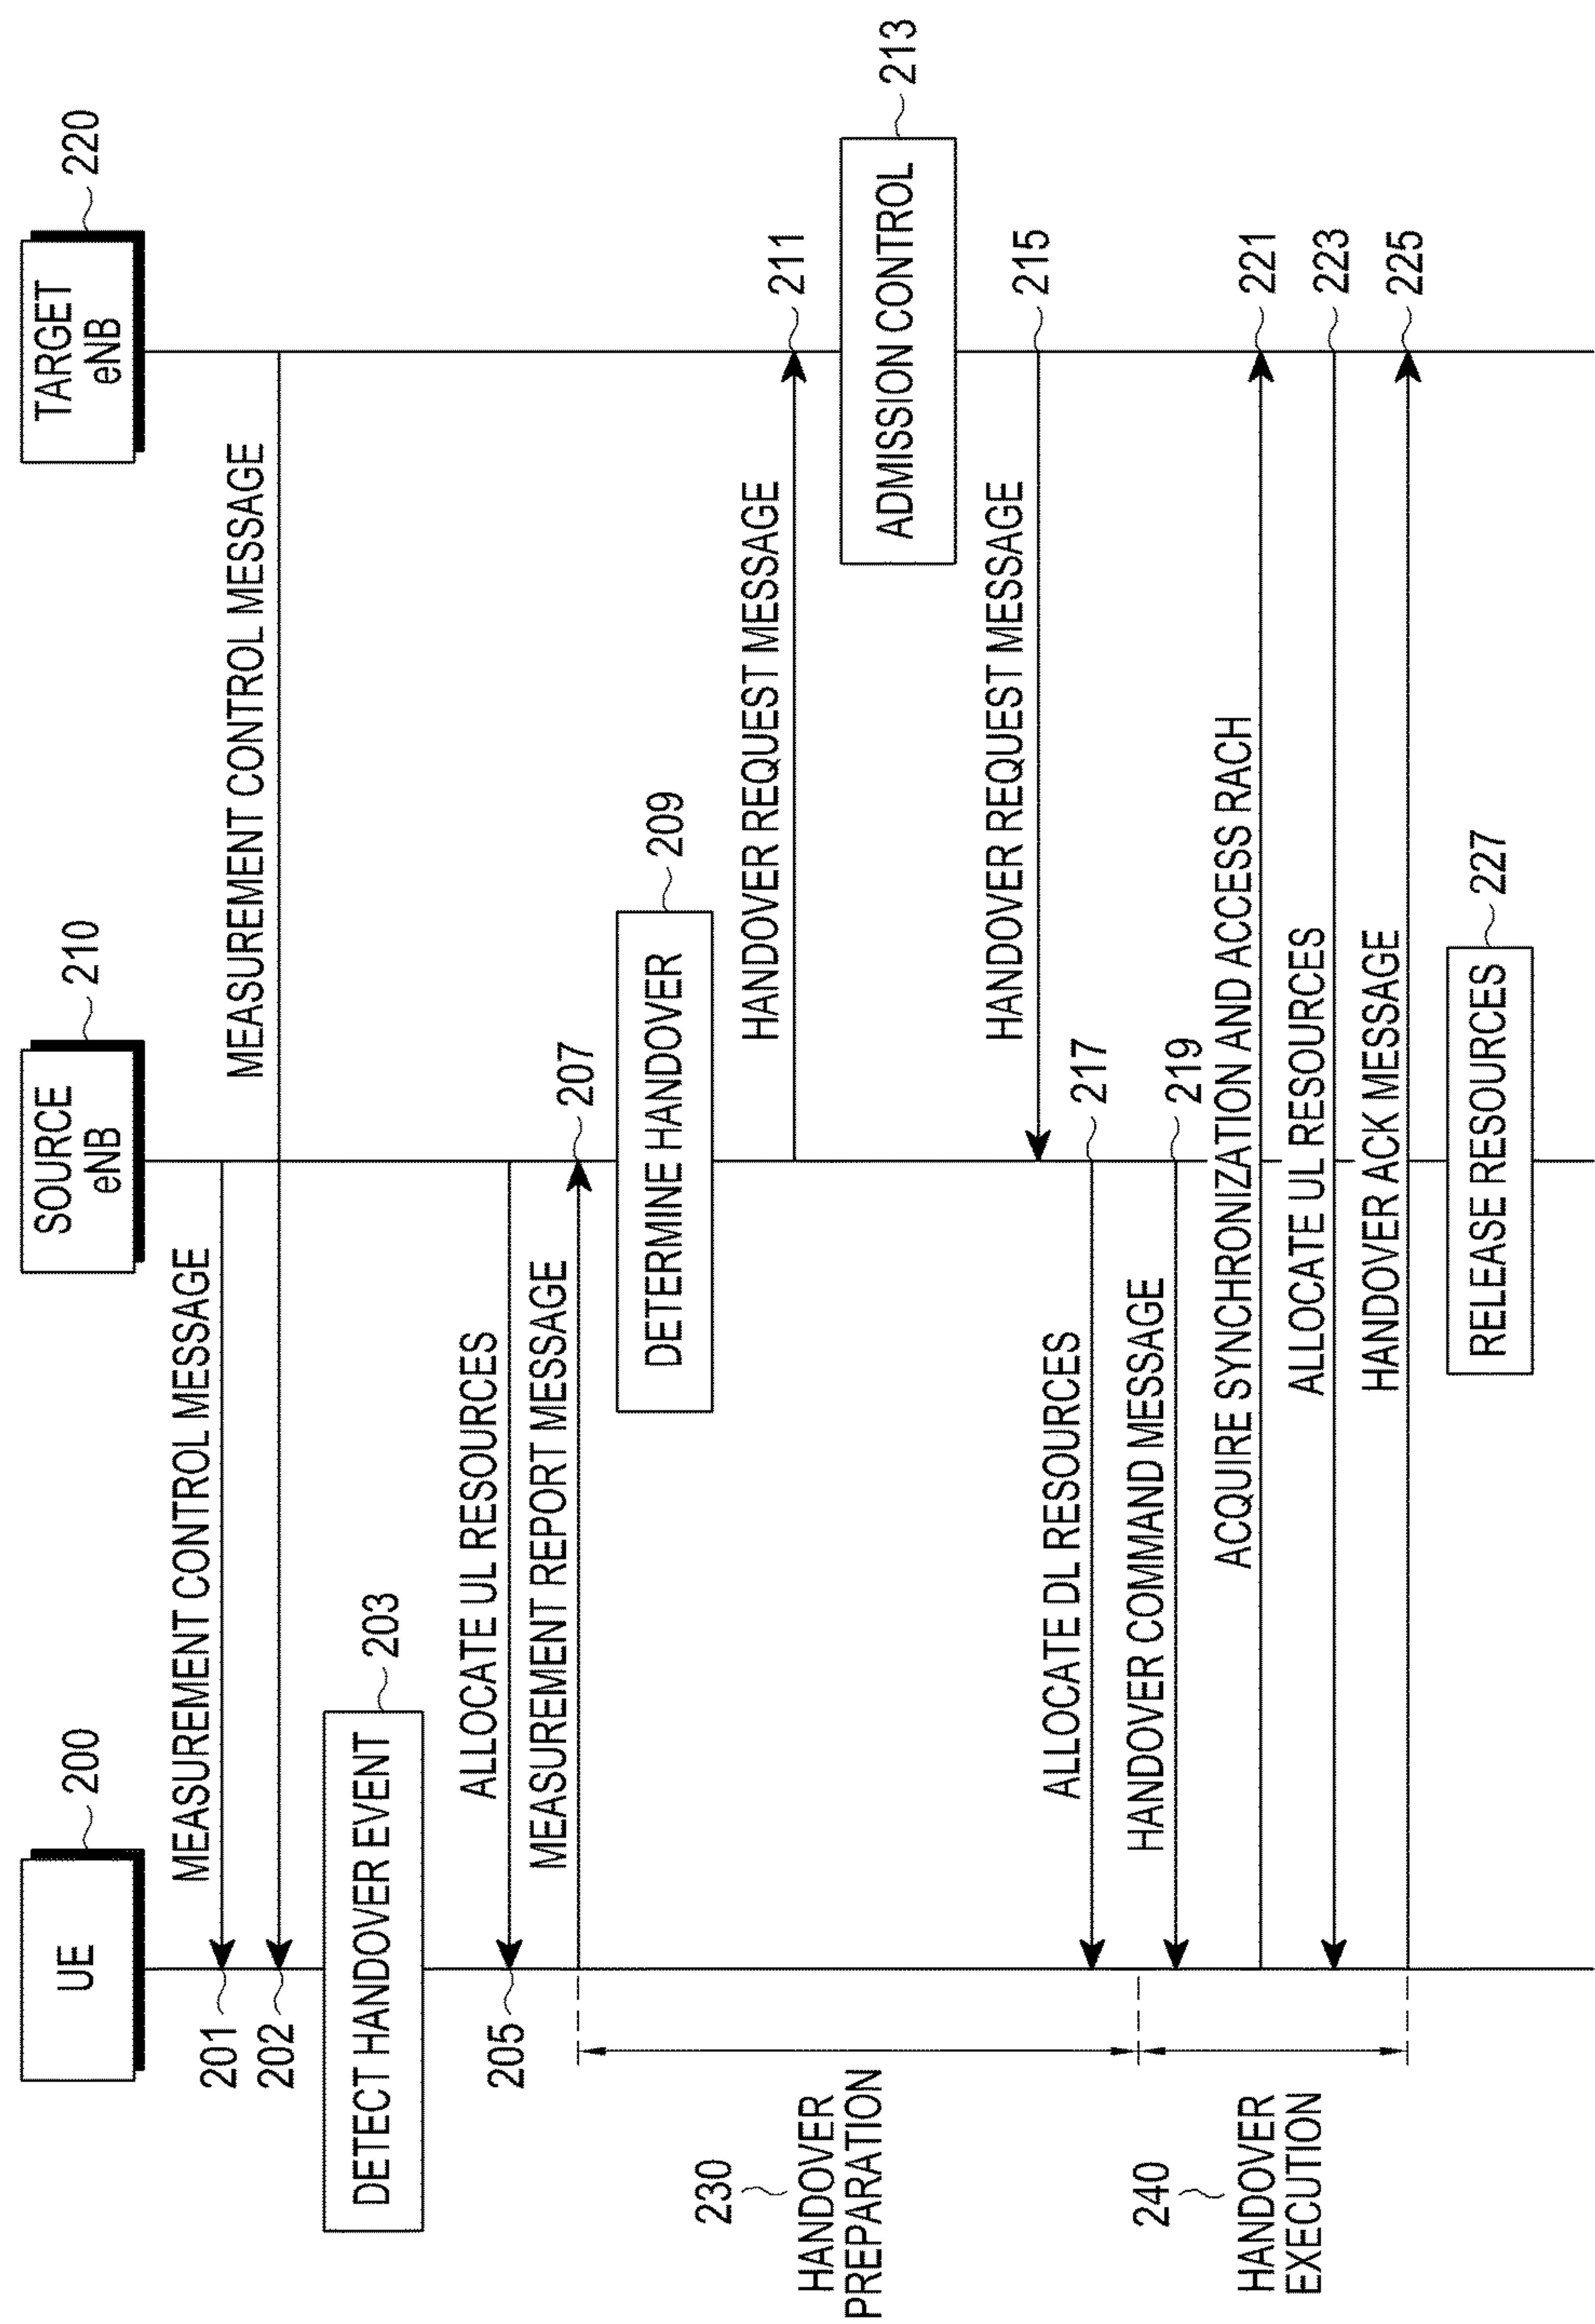 UE
200
SOURCE
eNB
210
TARGET
eNB
220
MEASUREMENT CONTROL MESSAGE
201
MEASUREMENT CONTROL MESSAGE
202
DETECT HANDOVER EVENT
203
ALLOCATE UL RESOURCES
205
MEASUREMENT REPORT MESSAGE
207
DETERMINE HANDOVER
209
HANDOVER REQUEST MESSAGE
211
ADMISSION CONTROL
213
HANDOVER REQUEST MESSAGE
215
ALLOCATE DL RESOURCES
217
HANDOVER COMMAND MESSAGE
219
ACQUIRE SYNCHRONIZATION AND ACCESS RACH
221
ALLOCATE UL RESOURCES
223
HANDOVER ACK MESSAGE
225
RELEASE RESOURCES
227
230
HANDOVER
PREPARATION
240
HANDOVER
EXECUTION